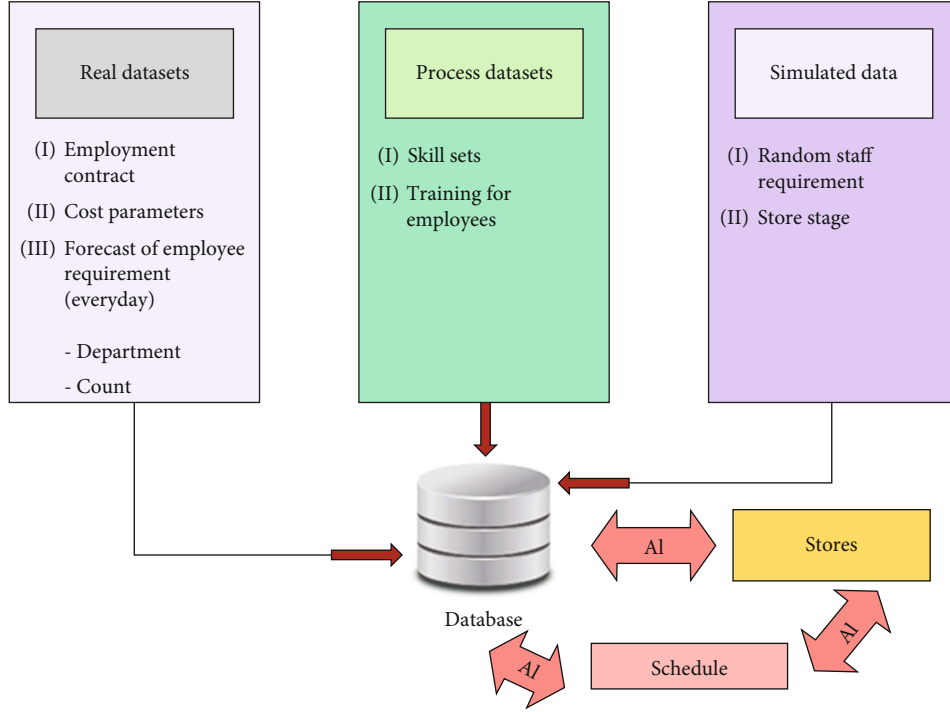 Real datasets
(I) Employment
contract
(II) Cost parameters
(III) Forecast of employee
requirement
(everyday)
- Department
- Count
Process datasets
(I) Skill sets
(II) Training for
employees
Simulated data
(I) Random staff
requirement
(II) Store stage
Database
AI
Stores
AI
Schedule
AI